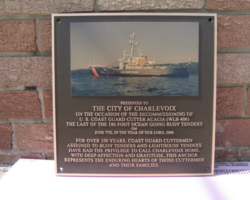 PRESENTED TO
THE CITY OF CHARLEVOIX
ON THE OCCASION OF THE DECOMMISSIONING OF
U. S. COAST GUARD CUTTER ACACIA (WLB-406)
THE LAST OF THE 180 FOOT OCEAN GOING BUOY TENDERS
ON
JUNE 7TH, IN THE YEAR OF OUR LORD, 2006
FOR OVER 150 YEARS, COAST GUARD CUTTERMEN
ASSIGNED TO BUOY TENDERS AND LIGHTHOUSE TENDERS
HAVE HAD THE PRIVILEGE TO CALL CHARLEVOIX HOME.
WITH DEEP AFFECTION AND GRATITUDE, THIS ANCHOR
REPRESENTS THE ENDURING HEARTS OF THESE CUTTERMEN
AND THEIR FAMILIES